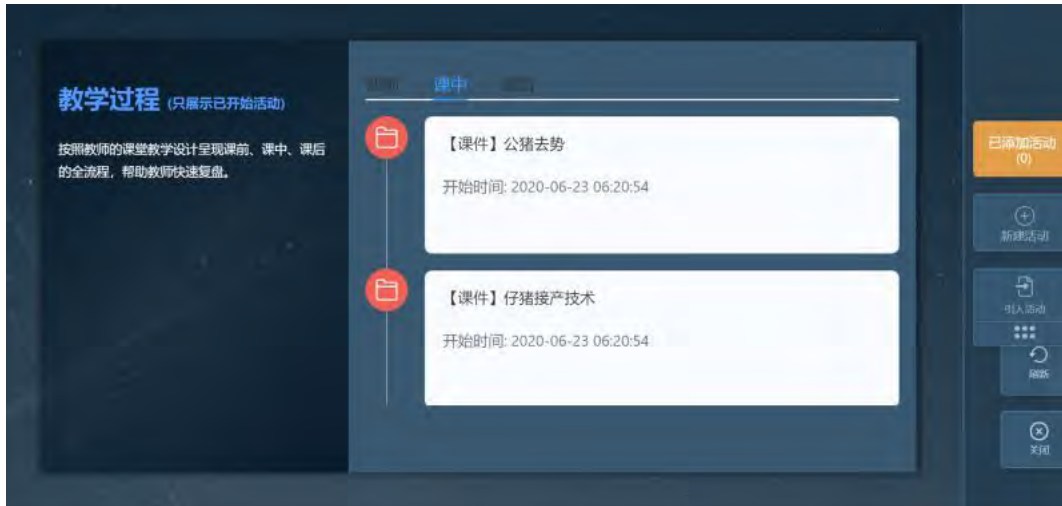 教学过程 (只展示已开始活动)
按照教师的课堂教学设计呈现课前、课中、课后
的全流程，帮助教师快速复盘。
课中
【课件】公猪去势
开始时间: 2020-06-23 06:20:54
【课件】仔猪接产技术
开始时间: 2020-06-23 06:20:54
已添加活动
(0)
新建活动
引入活动
刷新
关闭